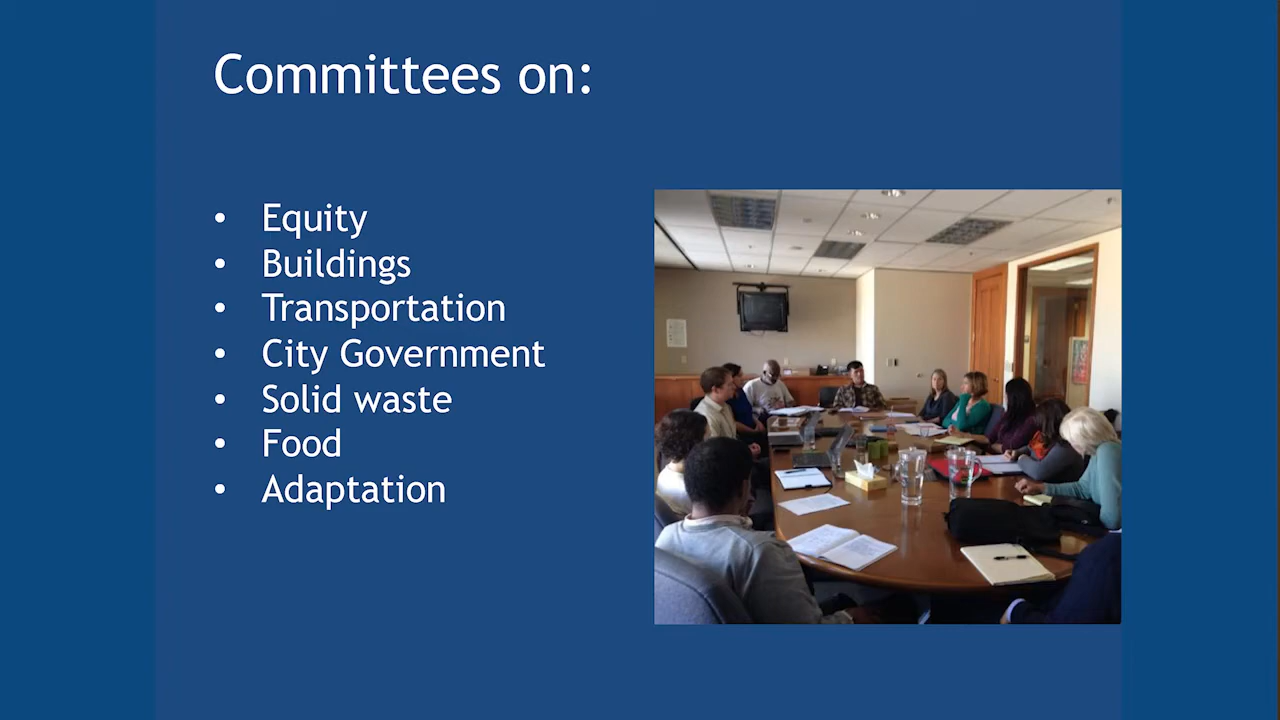 Committees on:
• Equity
• Buildings
• Transportation
• City Government
• Solid waste
• Food
• Adaptation